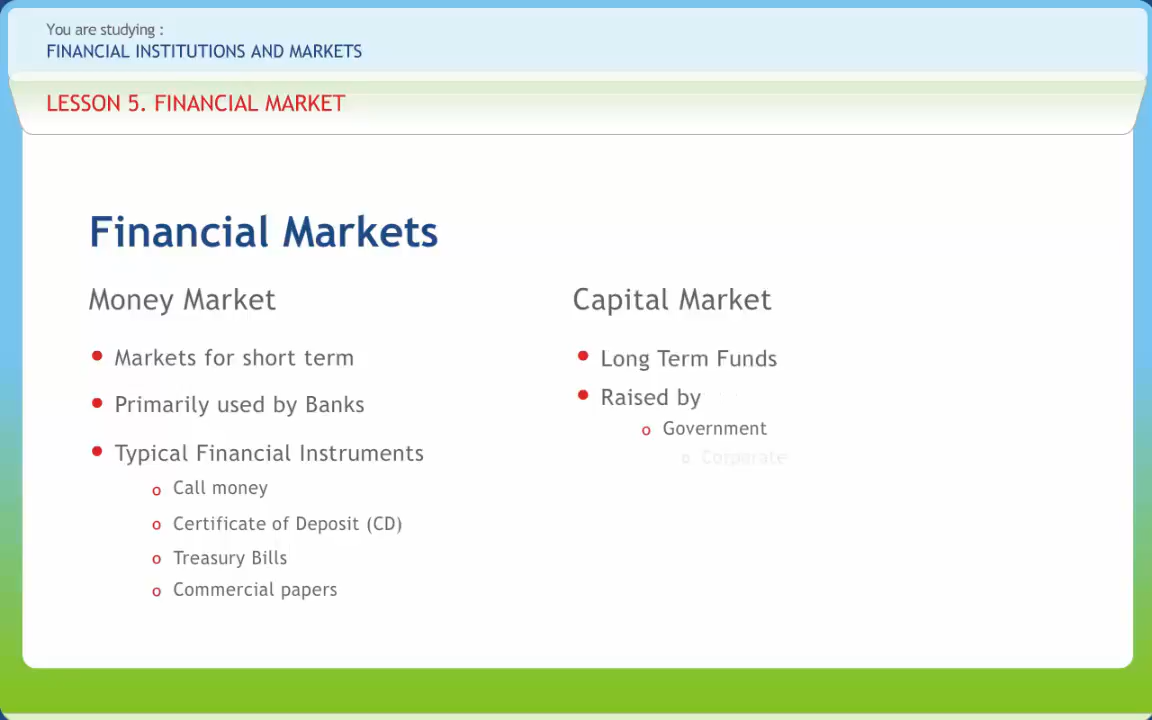 You are studying :
FINANCIAL INSTITUTIONS AND MARKETS
LESSON 5. FINANCIAL MARKET
Financial Markets
Money Market
• Markets for short term
• Primarily used by Banks
• Typical Financial Instruments
o Call money
o Certificate of Deposit (CD)
o Treasury Bills
o Commercial papers
Capital Market
• Long Term Funds
• Raised by
o Government
o Corporate